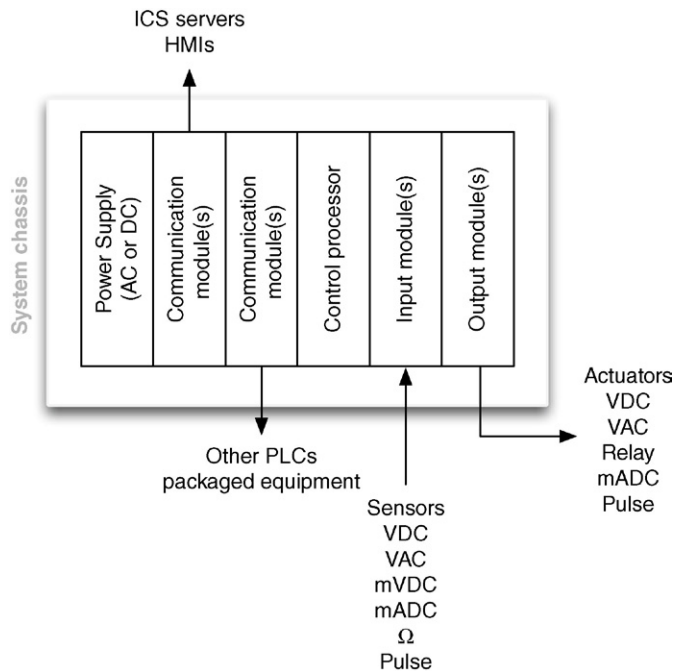 ICS servers
HMIs
System chassis
Power Supply
(AC or DC)
Communication
module(s)
Communication
module(s)
Control processor
Input module(s)
Output module(s)
Other PLCs
packaged equipment
Sensors
VDC
VAC
mVDC
mADC
Ω
Pulse
Actuators
VDC
VAC
Relay
mADC
Pulse